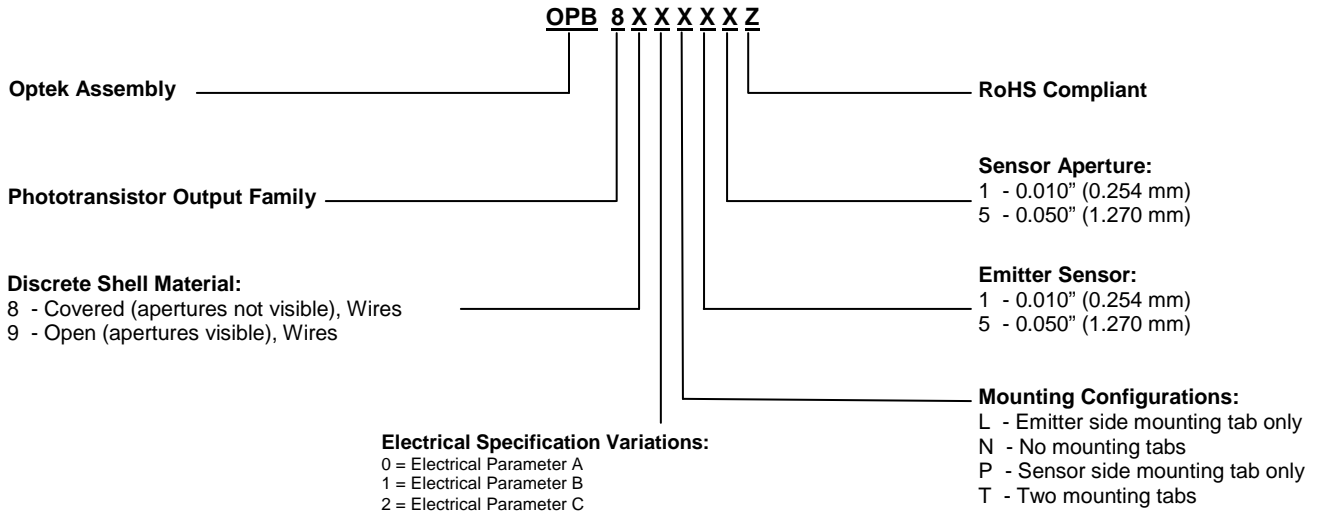 OPB 8 X X X X X Z
Optek Assembly
RoHS Compliant
Sensor Aperture:
1 - 0.010” (0.254 mm)
5 - 0.050” (1.270 mm)
Phototransistor Output Family
Discrete Shell Material:
8 - Covered (apertures not visible), Wires
9 - Open (apertures visible), Wires
Emitter Sensor:
1 - 0.010” (0.254 mm)
5 - 0.050” (1.270 mm)
Mounting Configurations:
L - Emitter side mounting tab only
N - No mounting tabs
P - Sensor side mounting tab only
T - Two mounting tabs
Electrical Specification Variations:
0 = Electrical Parameter A
1 = Electrical Parameter B
2 = Electrical Parameter C